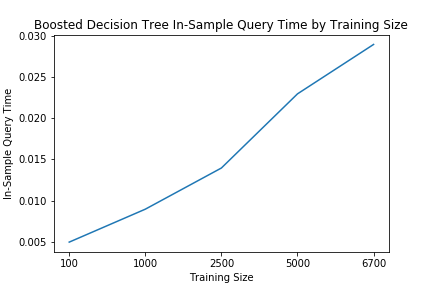 Boosted Decision Tree In-Sample Query Time by Training Size
0.030
0.025
0.020
0.015
0.010
0.005
In-Sample Query Time
100 1000 2500 5000 6700
Training Size